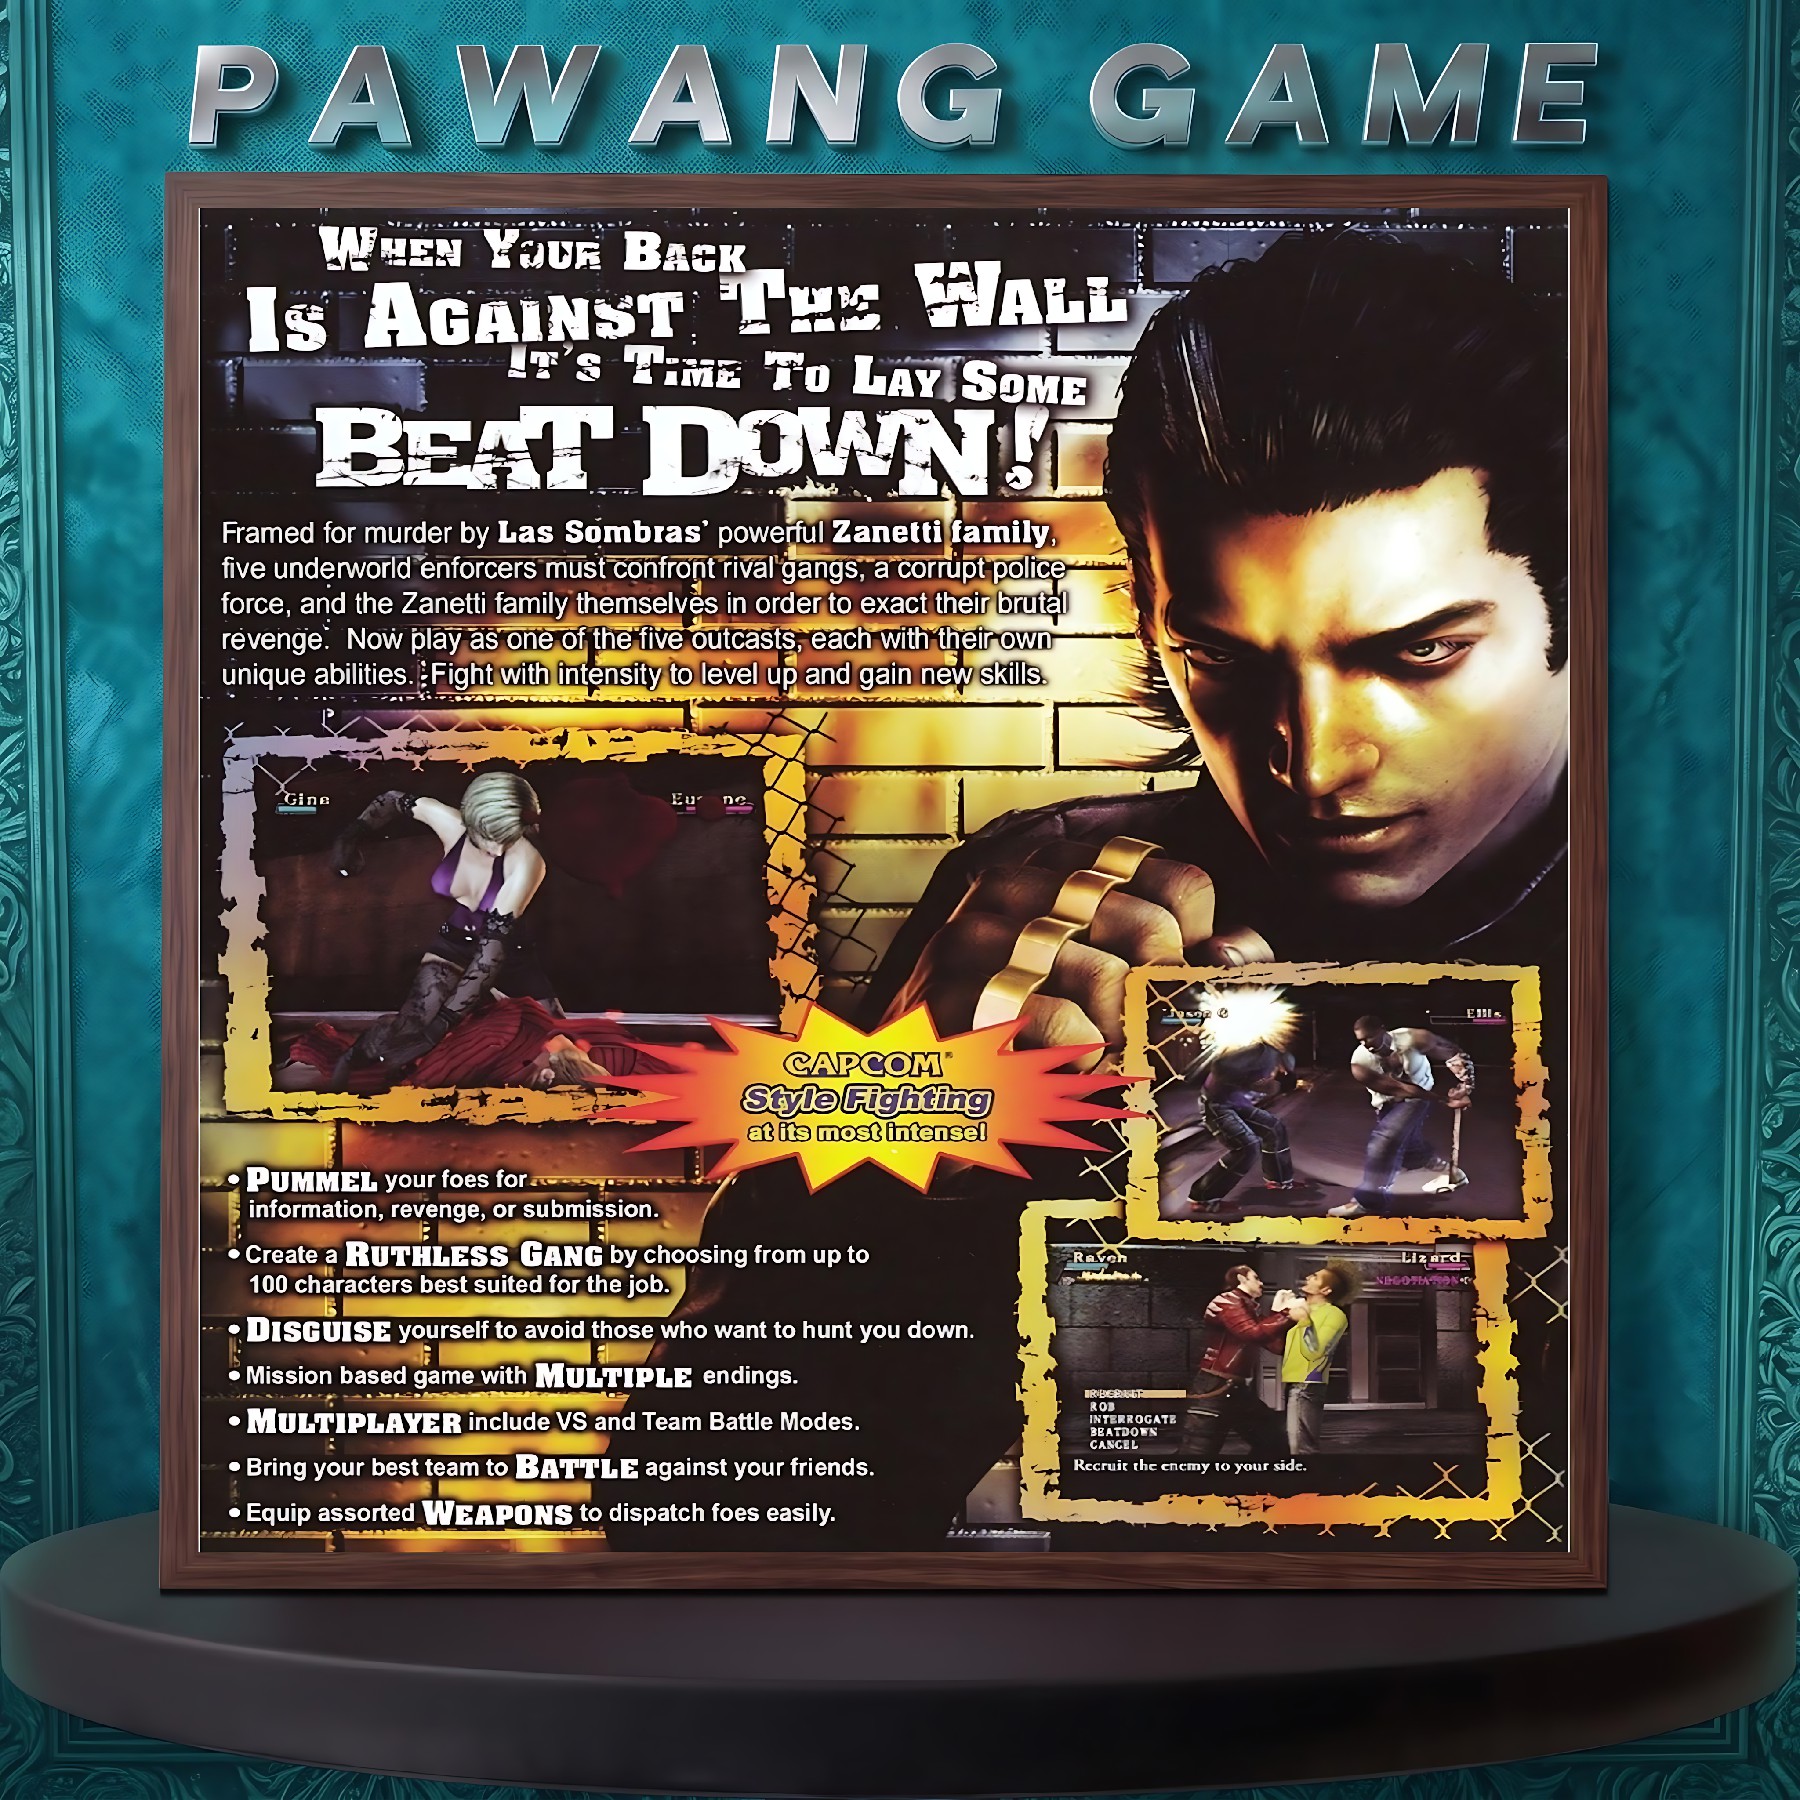 PAWANG GAME
WHEN YOUR BACK
IS AGAINST THE WALL
IT'S TIME TO LAY SOME
BEAT DOWN!
Framed for murder by Las Sombras' powerful Zanetti family,
five underworld enforcers must confront rival gangs, a corrupt police
force, and the Zanetti family themselves in order to exact their brutal
revenge. Now play as one of the five outcasts, each with their own
unique abilities. Fight with intensity to level up and gain new skills.
Gina
CAPCOM®
Style Fighting
at its most intense!
Jason G
Ellis
• PUMMEL your foes for
information, revenge, or submission.
• Create a RUTHLESS GANG by choosing from up to
100 characters best suited for the job.
• DISGUISE yourself to avoid those who want to hunt you down.
• Mission based game with MULTIPLE endings.
• MULTIPLAYER include VS and Team Battle Modes.
• Bring your best team to BATTLE against your friends.
• Equip assorted WEAPONS to dispatch foes easily.
Raven
Lizard
NEGOTIATION
RECRUIT
ROB
INTERROGATE
BEATDOWN
CANCEL
Recruit the enemy to your side.